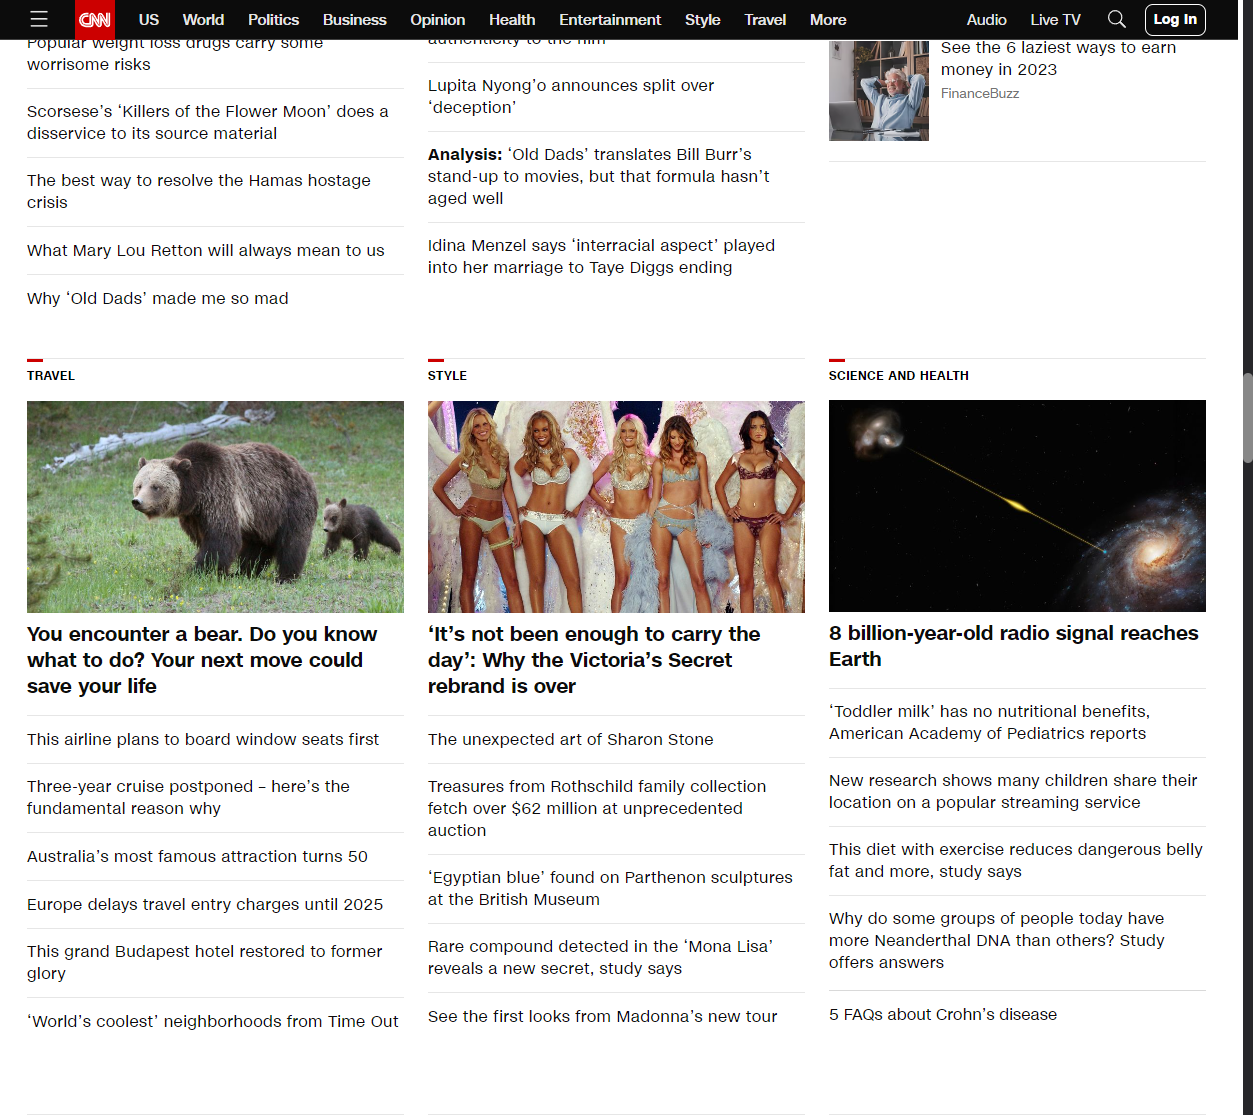 CNN US World Politics Business Opinion Health Entertainment Style Travel More Audio Live TV Log In
Popular weight loss drugs carry some
worrisome risks
Scorsese’s ‘Killers of the Flower Moon’ does a
disservice to its source material
The best way to resolve the Hamas hostage
crisis
What Mary Lou Retton will always mean to us
Why ‘Old Dads’ made me so mad
authenticity to the film
Lupita Nyong’o announces split over
‘deception’
Analysis: ‘Old Dads’ translates Bill Burr’s
stand-up to movies, but that formula hasn’t
aged well
Idina Menzel says ‘interracial aspect’ played
into her marriage to Taye Diggs ending
See the 6 laziest ways to earn
money in 2023
FinanceBuzz
TRAVEL
You encounter a bear. Do you know
what to do? Your next move could
save your life
This airline plans to board window seats first
Three-year cruise postponed – here’s the
fundamental reason why
Australia’s most famous attraction turns 50
Europe delays travel entry charges until 2025
This grand Budapest hotel restored to former
glory
‘World’s coolest’ neighborhoods from Time Out
STYLE
‘It’s not been enough to carry the
day’: Why the Victoria’s Secret
rebrand is over
The unexpected art of Sharon Stone
Treasures from Rothschild family collection
fetch over $62 million at unprecedented
auction
‘Egyptian blue’ found on Parthenon sculptures
at the British Museum
Rare compound detected in the ‘Mona Lisa’
reveals a new secret, study says
See the first looks from Madonna’s new tour
SCIENCE AND HEALTH
8 billion-year-old radio signal reaches
Earth
‘Toddler milk’ has no nutritional benefits,
American Academy of Pediatrics reports
New research shows many children share their
location on a popular streaming service
This diet with exercise reduces dangerous belly
fat and more, study says
Why do some groups of people today have
more Neanderthal DNA than others? Study
offers answers
5 FAQs about Crohn’s disease